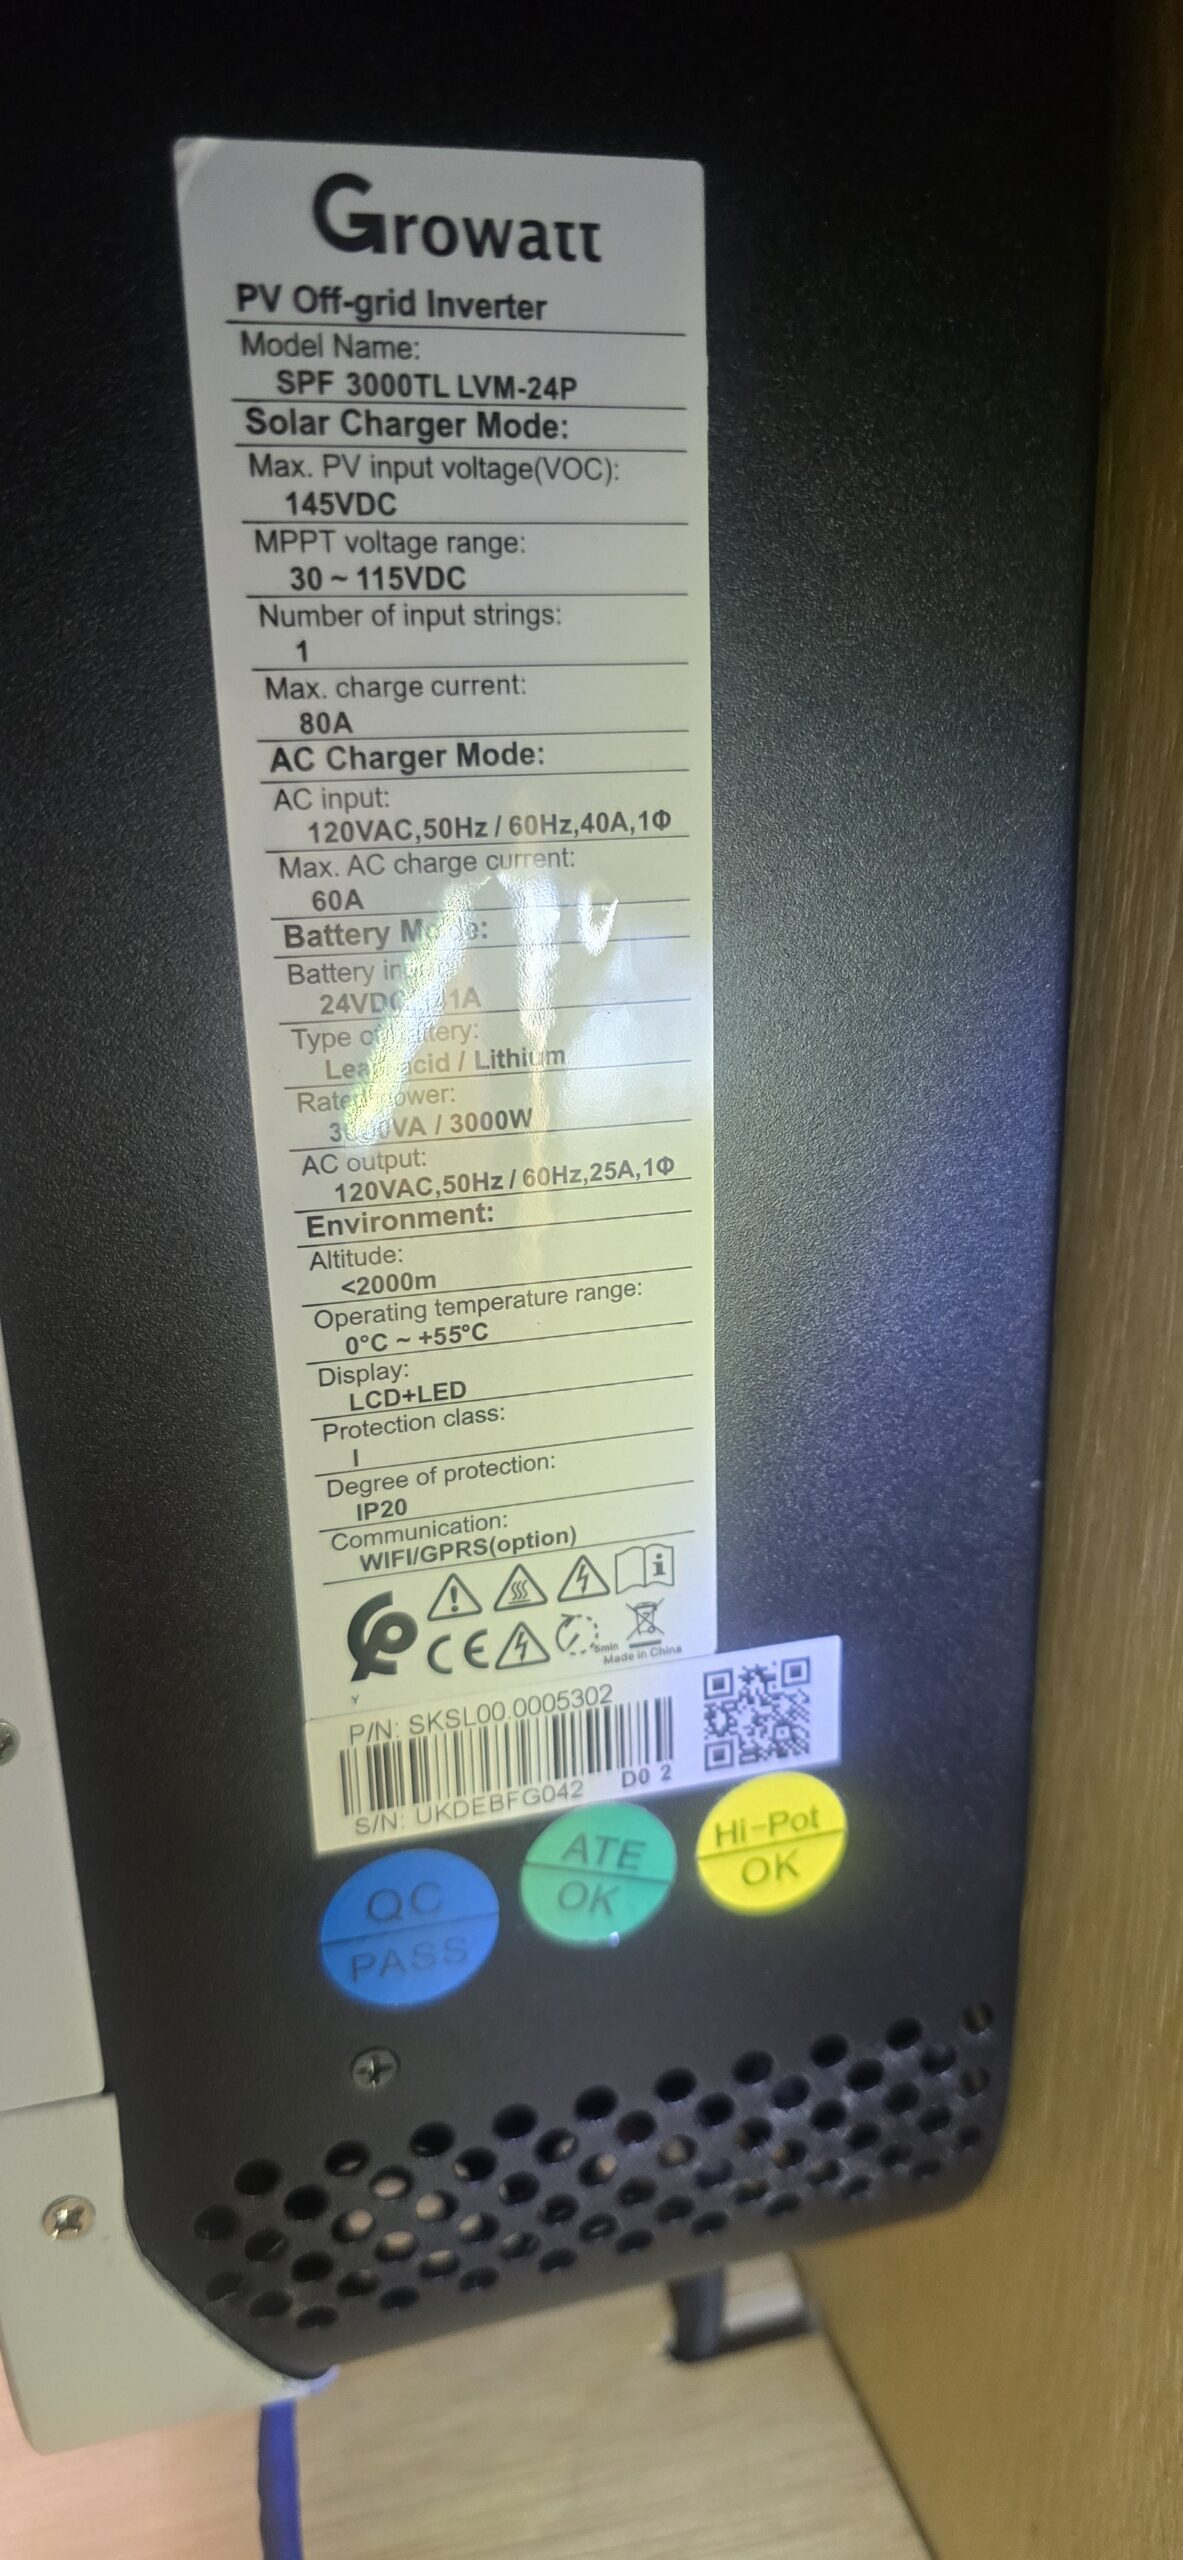 Growatt
PV Off-grid Inverter
Model Name:
SPF 3000TL LVM-24P
Solar Charger Mode:
Max. PV input voltage(VOC):
145VDC
MPPT voltage range:
30 ~ 115VDC
Number of input strings:
1
Max. charge current:
80A
AC Charger Mode:
AC input:
120VAC,50Hz / 60Hz,40A,1Φ
Max. AC charge current:
60A
Battery
Battery
24VDC
Type
Lithium
/ 3000W
AC output:
120VAC,50Hz / 60Hz,25A,1Φ
Environment:
Altitude:
<2000m
Operating temperature range:
0°C ~ +55°C
Display:
LCD+LED
Protection class:
I
Degree of protection:
IP20
Communication:
WIFI/GPRS(option)
CE
5min
Made in China
Y
P/N: SKSL00.0005302
S/N: UKDEBFG042 D0 2
QC
PASS
ATE
OK
Hi-Pot
OK